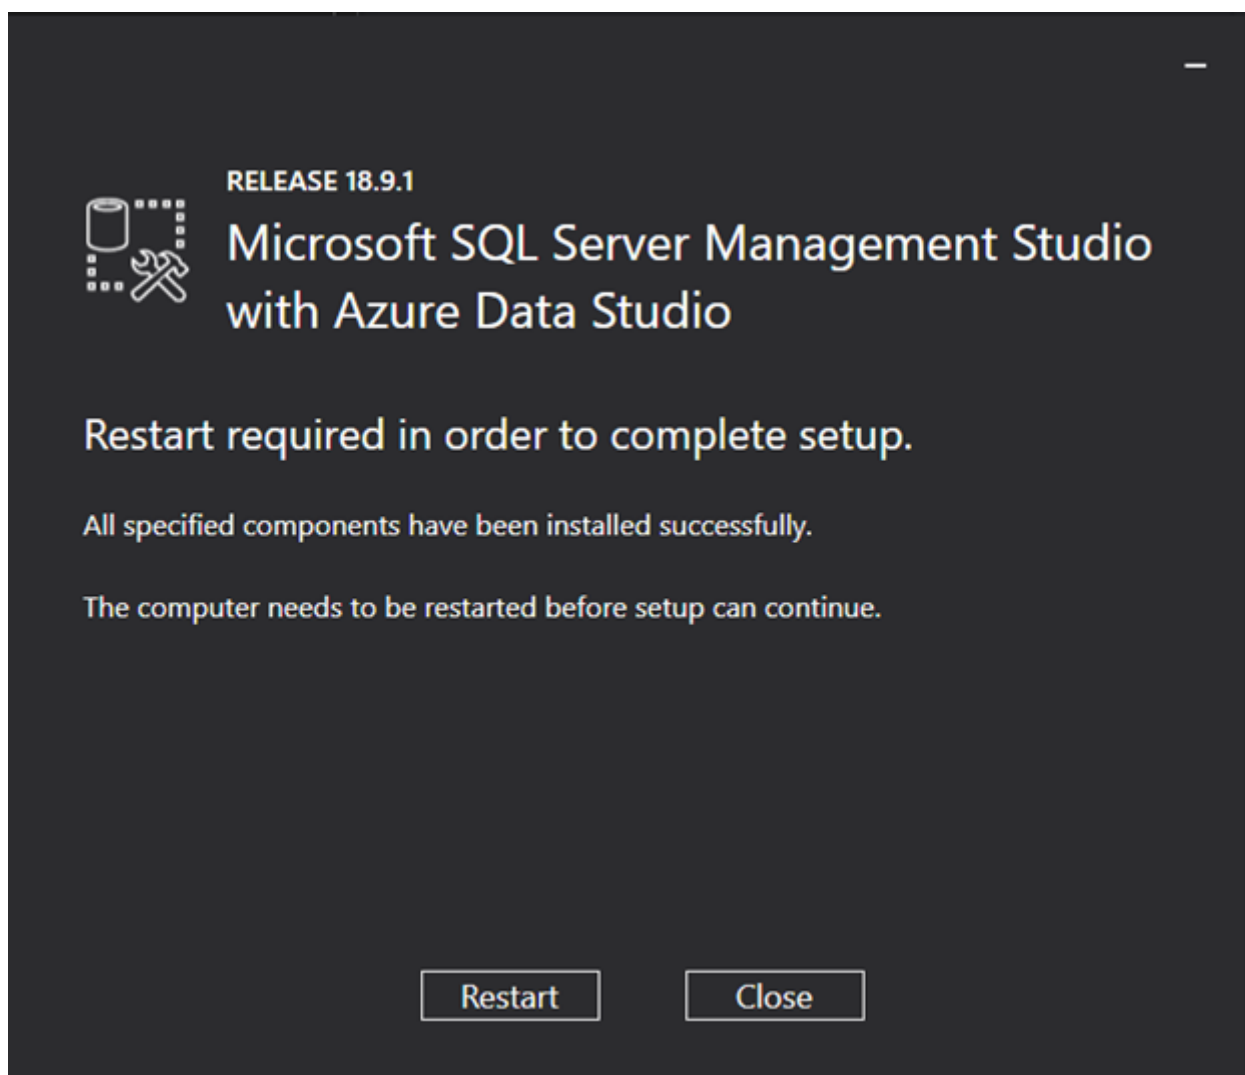 RELEASE 18.9.1
Microsoft SQL Server Management Studio
with Azure Data Studio
Restart required in order to complete setup.
All specified components have been installed successfully.
The computer needs to be restarted before setup can continue.
Restart Close